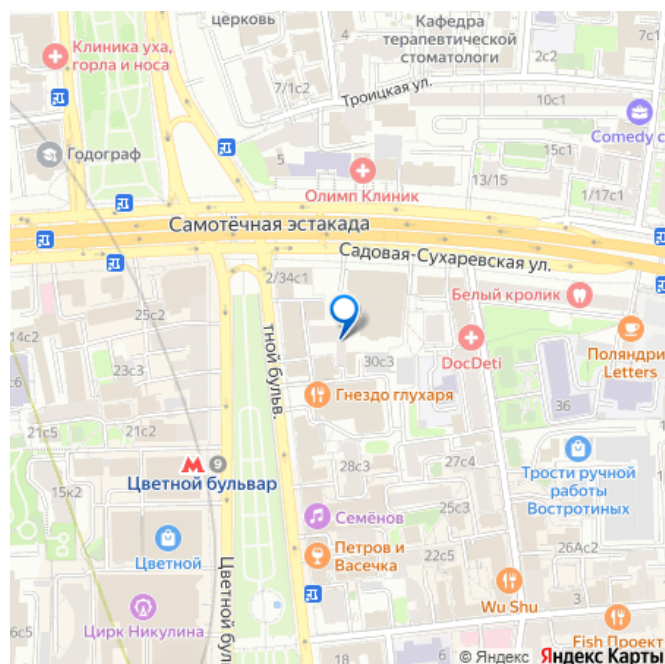 церковь
Кафедра
терапевтической
стоматологи
Клиника уха,
горла и носа
7/1с2
2с2
Троицкая ул.
10с1
Comedy c
Годограф
5
15с1
Олимп Клиник
13/15
1/17с1
Самотёчная эстакада
Садовая-Сухаревская ул.
2/34с1
Белый кролик
25с2
14с2
тной бульв.
DocDeti
Поляндри
Letters
30с3
23с3
6
Гнездо глухаря
36
21с5
21с2
9
28с3
27с4
Цветной бульвар
Трости ручной
работы
Востротиных
15к2
25с3
Семёнов
Цветной
Петров и
Васечка
22с5
26Ас2
Цветной бул
Wu Shu
3
Цирк Никулина
18
6с5
Fish Проект
© Яндекс Яндекс Карты